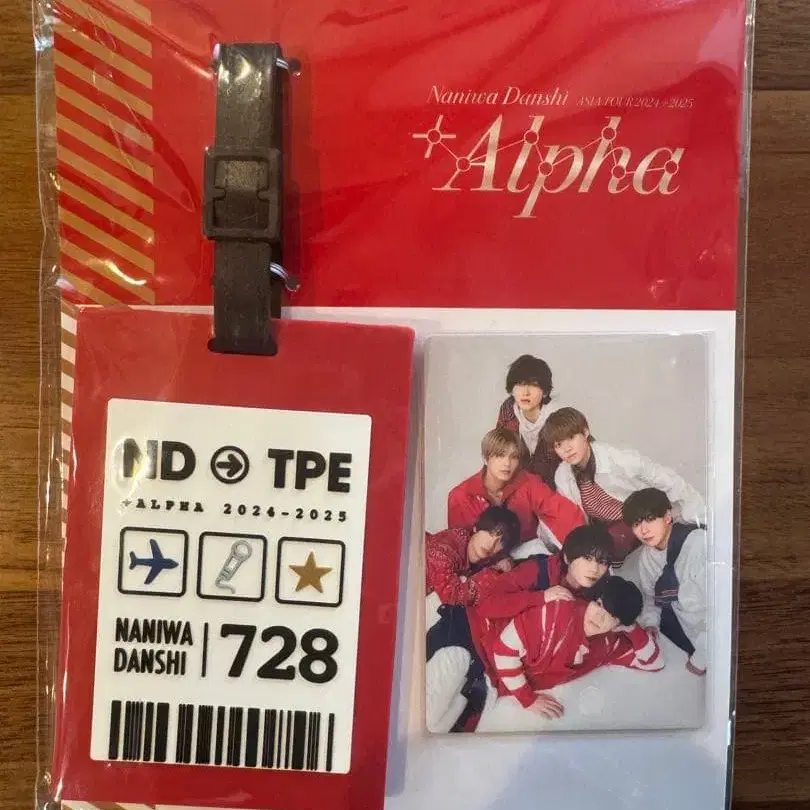 Naniwa Danshi ASIA TOUR 2024+2025
+Alpha
ND → TPE
+ALPHA 2024-2025
NANIWA DANSHI | 728